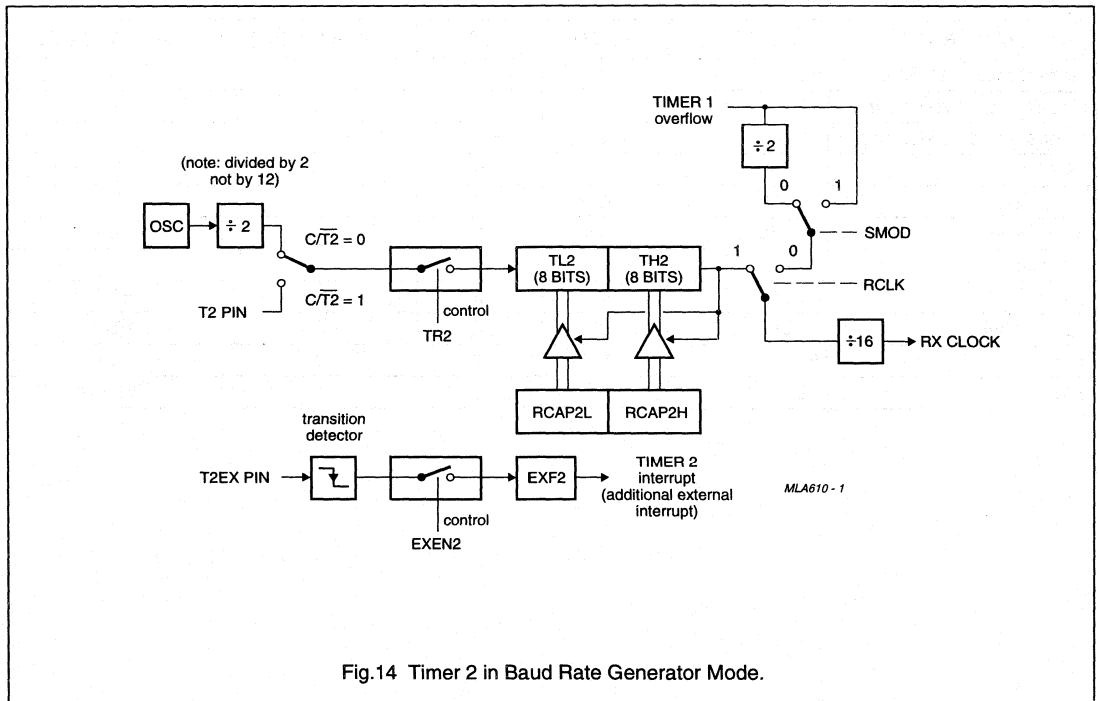 TIMER 1
overflow
÷ 2
0 1
SMOD
(note: divided by 2
not by 12)
OSC
÷ 2
C/T̅2̅ = 0
C/T̅2̅ = 1
T2 PIN
control
TR2
TL2
(8 BITS)
TH2
(8 BITS)
1 0
RCLK
÷16
RX CLOCK
RCAP2L
RCAP2H
transition
detector
T2EX PIN
control
EXEN2
EXF2
TIMER 2
interrupt
(additional external
interrupt)
MLA610 - 1
Fig.14 Timer 2 in Baud Rate Generator Mode.